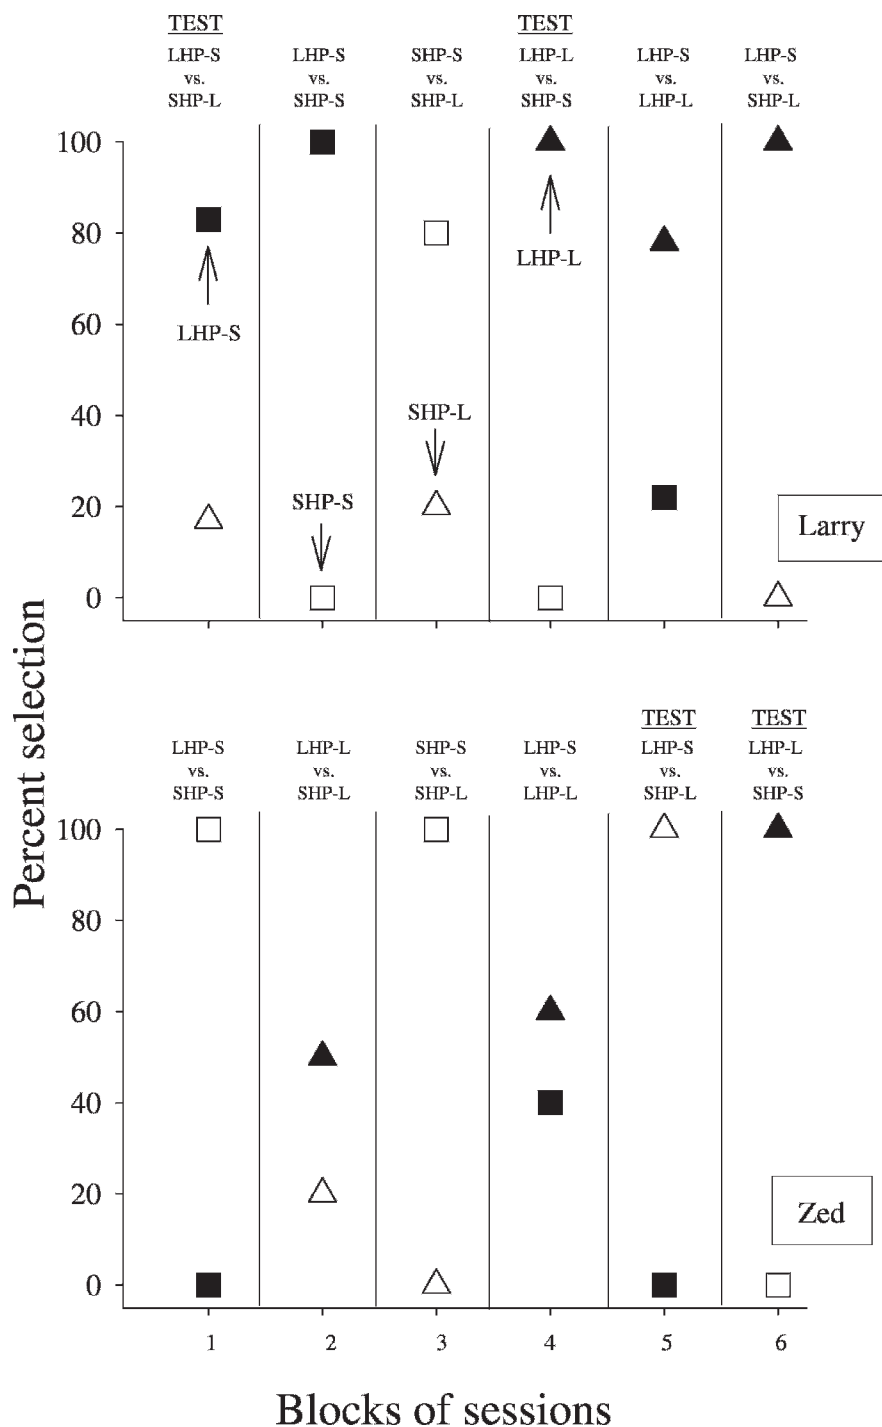 TEST
TEST
LHP-S
LHP-S
SHP-S
LHP-L
LHP-S
LHP-S
vs.
vs.
vs.
vs.
vs.
vs.
SHP-L
SHP-S
SHP-L
SHP-S
LHP-L
SHP-L
100
80
LHP-L
60
LHP-S
40
SHP-L
20
SHP-S
Larry
0
Percent selection
TEST
TEST
LHP-S
LHP-L
SHP-S
LHP-S
LHP-S
LHP-L
vs.
vs.
vs.
vs.
vs.
vs.
SHP-S
SHP-L
SHP-L
LHP-L
SHP-L
SHP-S
100
80
60
40
20
Zed
0
1
2
3
4
5
6
Blocks of sessions